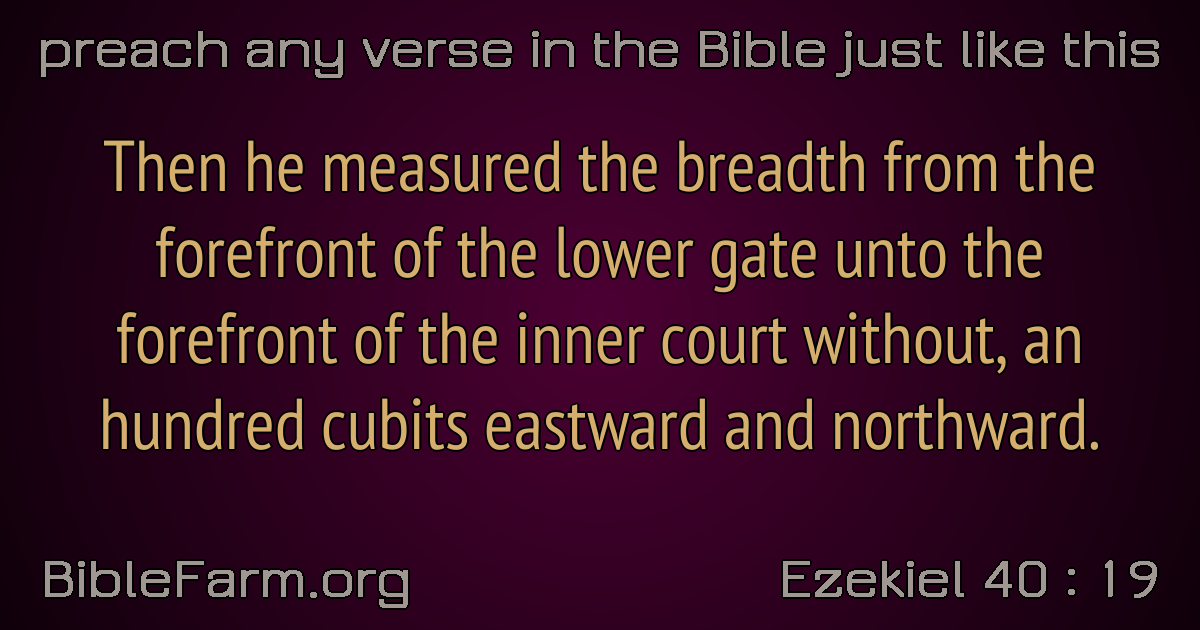 preach any verse in the Bible just like this
Then he measured the breadth from the
forefront of the lower gate unto the
forefront of the inner court without, an
hundred cubits eastward and northward.
BibleFarm.org
Ezekiel 40 : 19